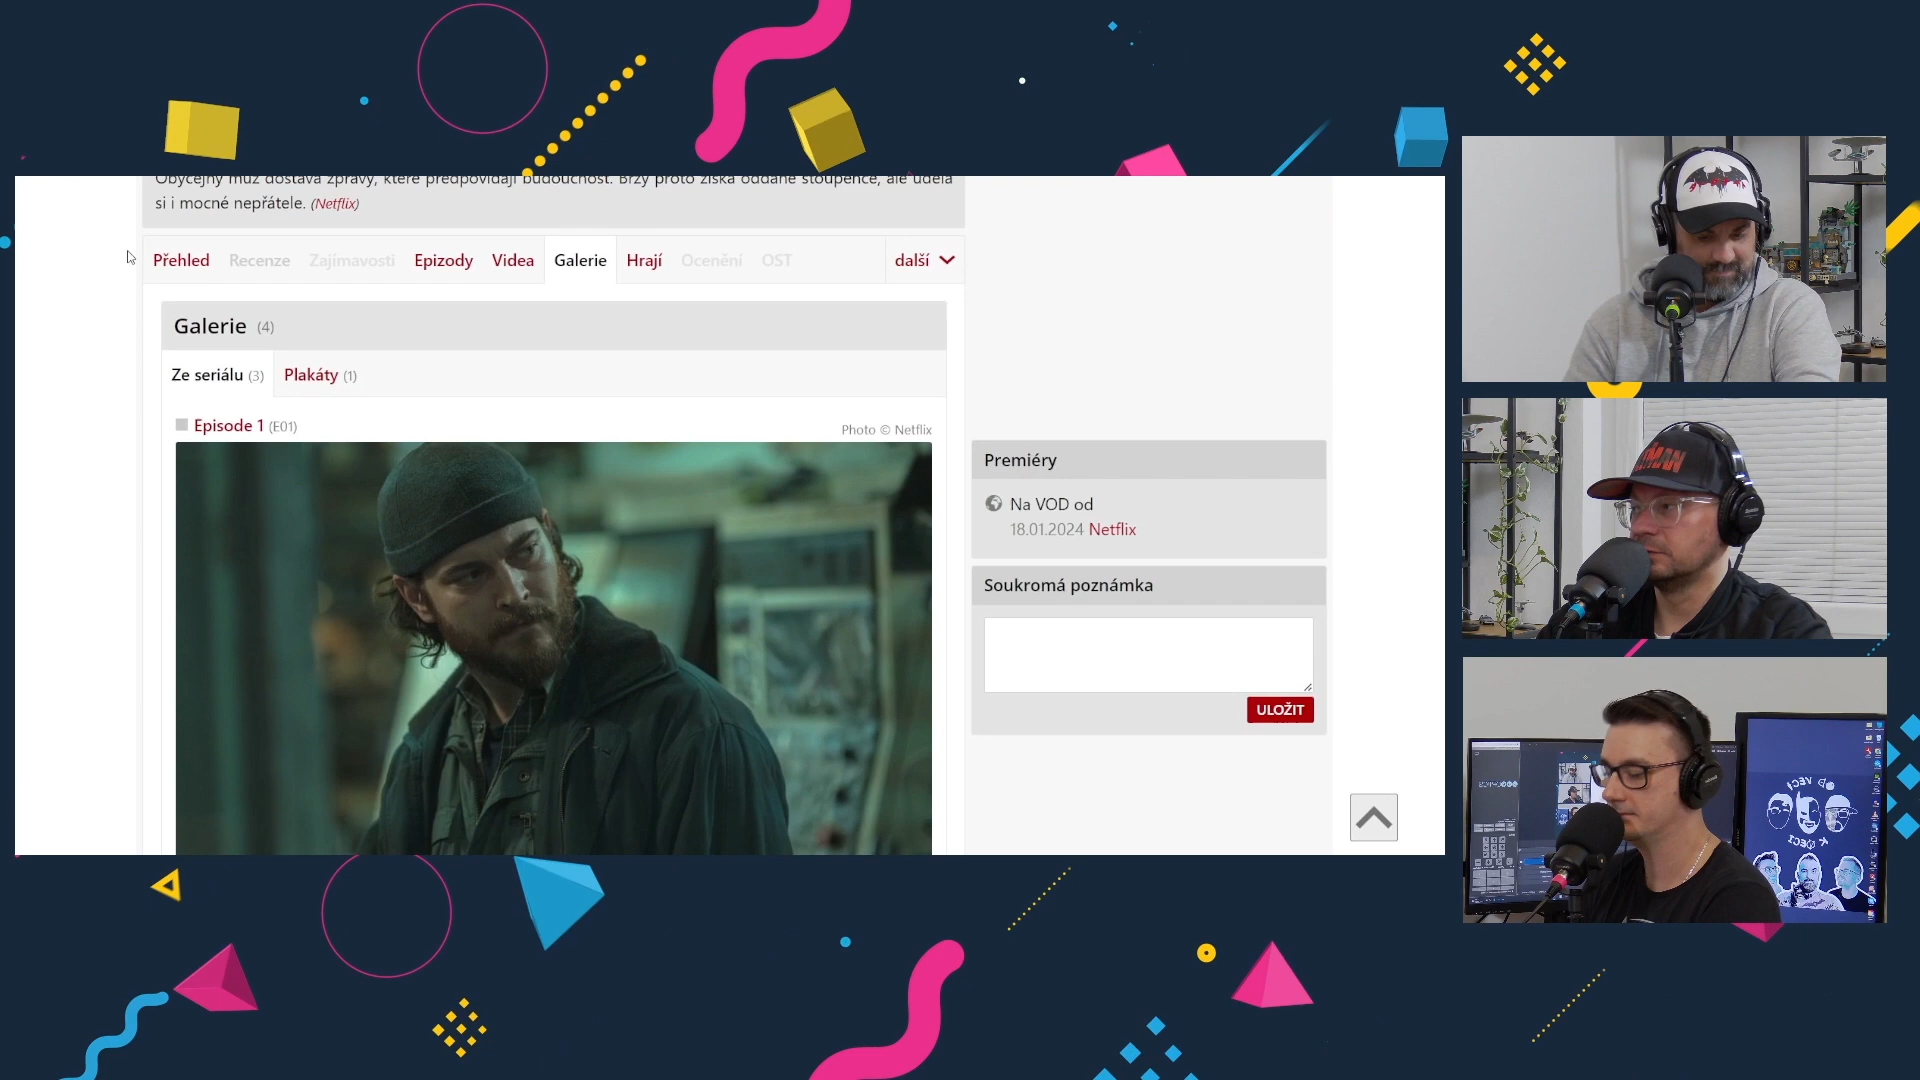 Obyčejný muž dostává zprávy, které předpovídají budoucnost. Brzy proto získá oddané stoupence, ale udělá
si i mocné nepřátele. (Netflix)
Přehled Recenze Zajímavosti Epizody Videa Galerie Hrají Ocenění OST další
Galerie (4)
Ze seriálu (3) Plakáty (1)
Episode 1 (E01)
Photo © Netflix
Premiéry
Na VOD od
18.01.2024 Netflix
Soukromá poznámka
ULOŽIT